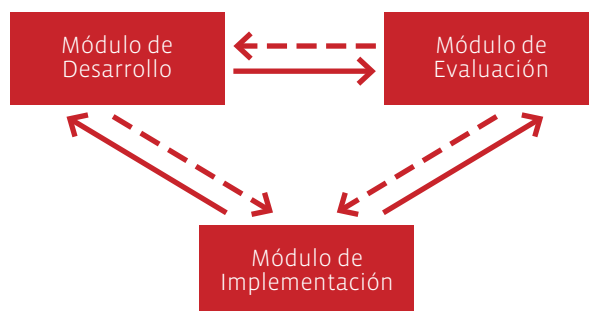 Módulo de
Desarrollo
Módulo de
Evaluación
Módulo de
Implementación